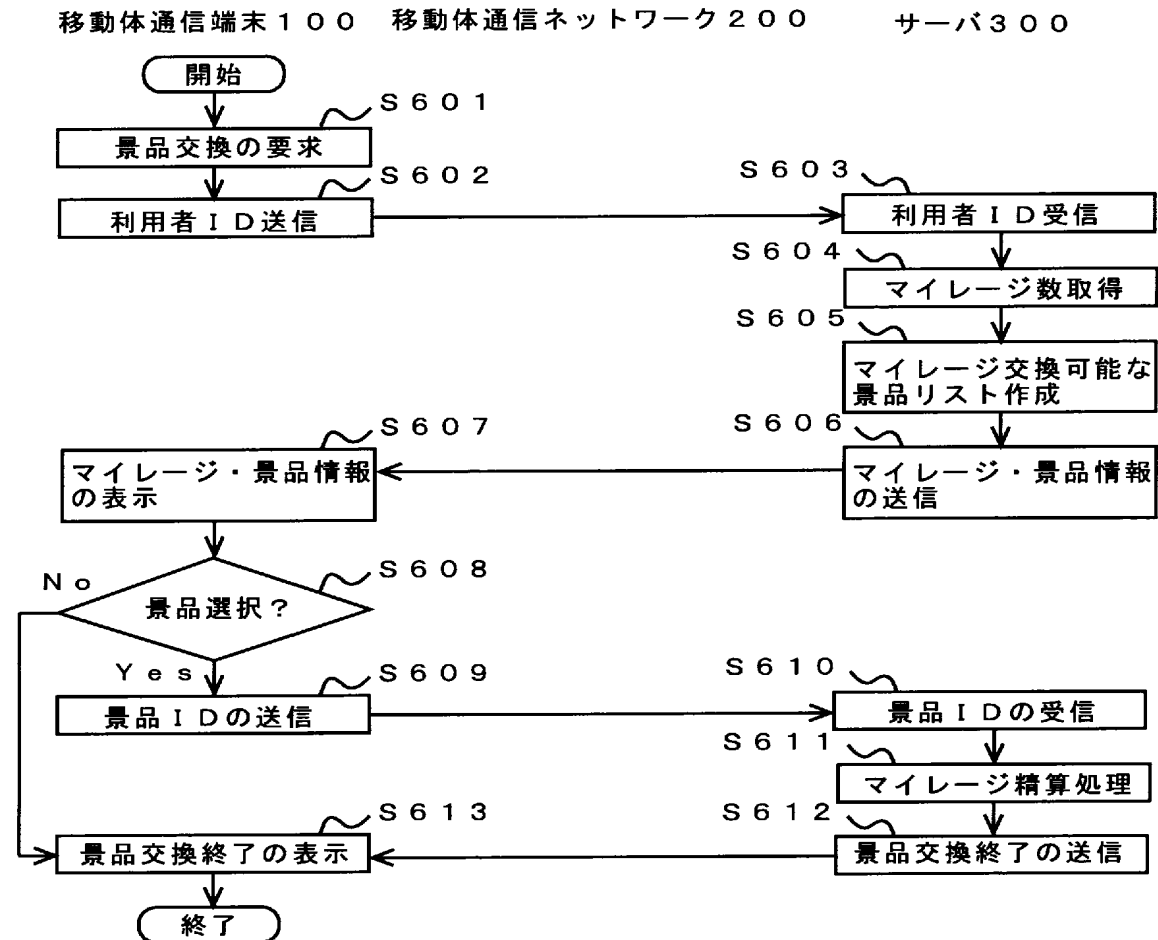 移動体通信端末100 移動体通信ネットワーク200 サーバ300
開始
S601
景品交換の要求
S602
利用者ID送信
S603
利用者ID受信
S604
マイレージ数取得
S605
マイレージ交換可能な
景品リスト作成
S606
マイレージ・景品情報
の送信
S607
マイレージ・景品情報
の表示
S608
景品選択?
No
Yes
S609
景品IDの送信
S610
景品IDの受信
S611
マイレージ精算処理
S612
景品交換終了の送信
S613
景品交換終了の表示
終了